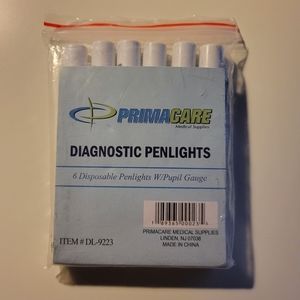 PRIMACARE
Medical Supplies
DIAGNOSTIC PENLIGHTS
6 Disposable Penlights W/Pupil Gauge
ITEM # DL-9223
PRIMACARE MEDICAL SUPPLIES
LINDEN, NJ 07036
MADE IN CHINA